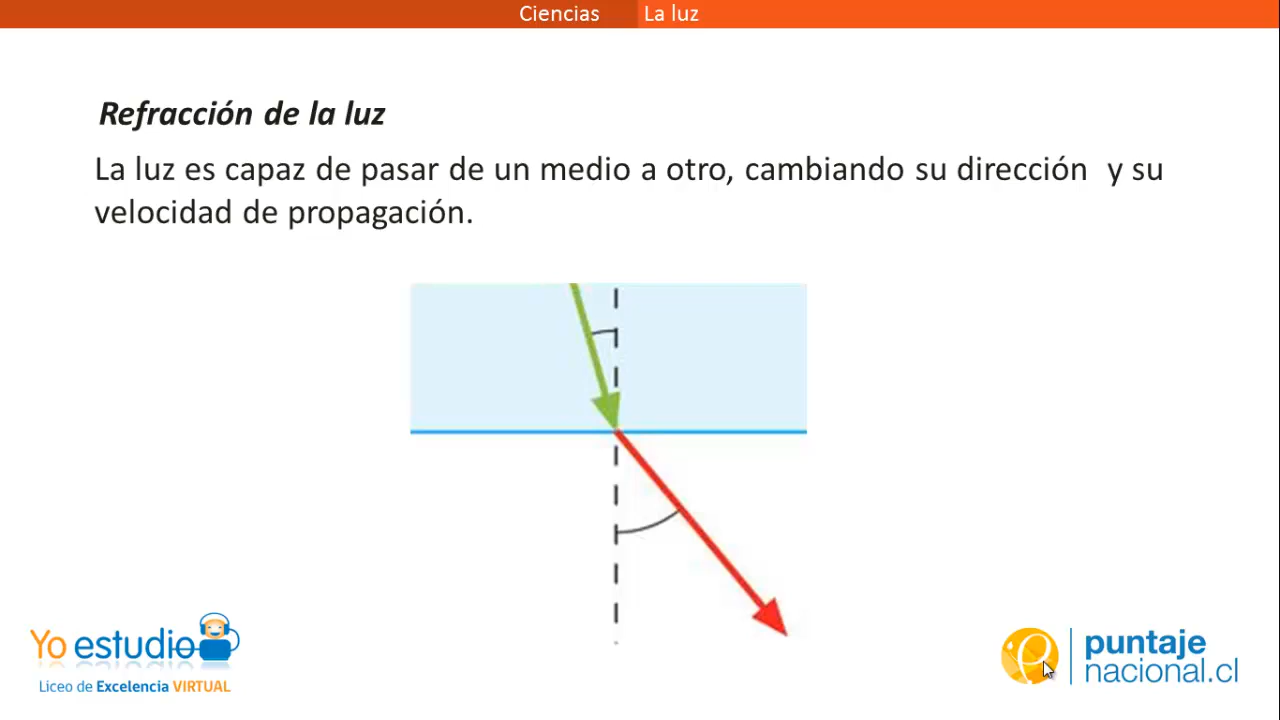 Ciencias La luz
Refracción de la luz
La luz es capaz de pasar de un medio a otro, cambiando su dirección y su
velocidad de propagación.
Yo estudio
Liceo de Excelencia VIRTUAL
puntaje
nacional.cl